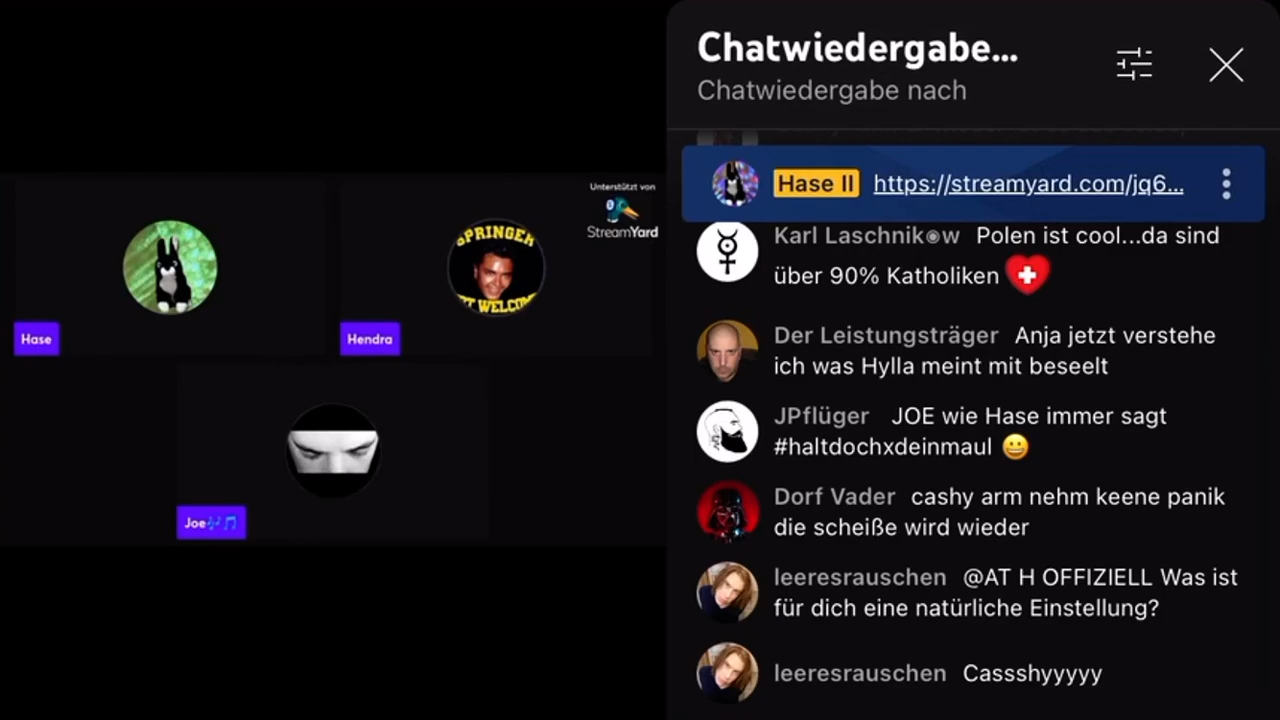 Unterstützt von
StreamYard
SPRINGER
Hase
Hendra
Joe🎶🎵
Chatwiedergabe...
Chatwiedergabe nach
Hase II https://streamyard.com/jq6...
Karl Laschnik◉w Polen ist cool...da sind
über 90% Katholiken
Der Leistungsträger Anja jetzt verstehe
ich was Hylla meint mit beseelt
JPflüger JOE wie Hase immer sagt
#haltdochxdeinmaul 😀
Dorf Vader cashy arm nehm keene panik
die scheiße wird wieder
leeresrauschen @AT H OFFIZIELL Was ist
für dich eine natürliche Einstellung?
leeresrauschen Cassshyyyyy